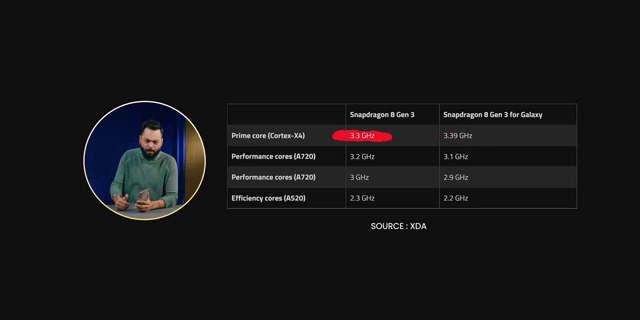 Snapdragon 8 Gen 3 Snapdragon 8 Gen 3 for Galaxy
Prime core (Cortex-X4) 3.3 GHz 3.39 GHz
Performance cores (A720) 3.2 GHz 3.1 GHz
Performance cores (A720) 3 GHz 2.9 GHz
Efficiency cores (A520) 2.3 GHz 2.2 GHz
SOURCE : XDA